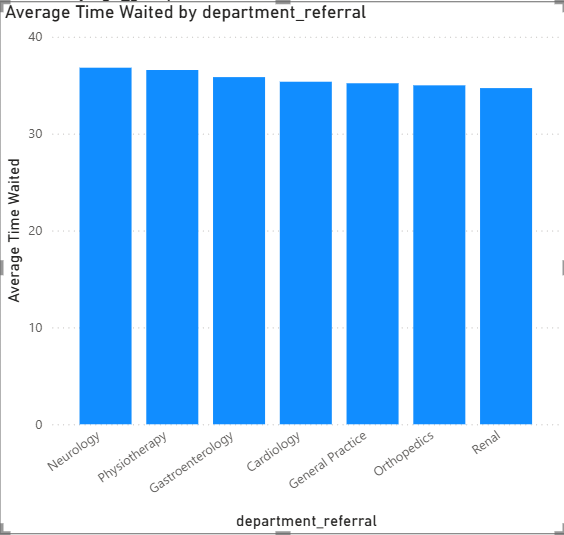 Average Time Waited by department_referral
40
30
20
10
0
Average Time Waited
Neurology
Physiotherapy
Gastroenterology
Cardiology
General Practice
Orthopedics
Renal
department_referral